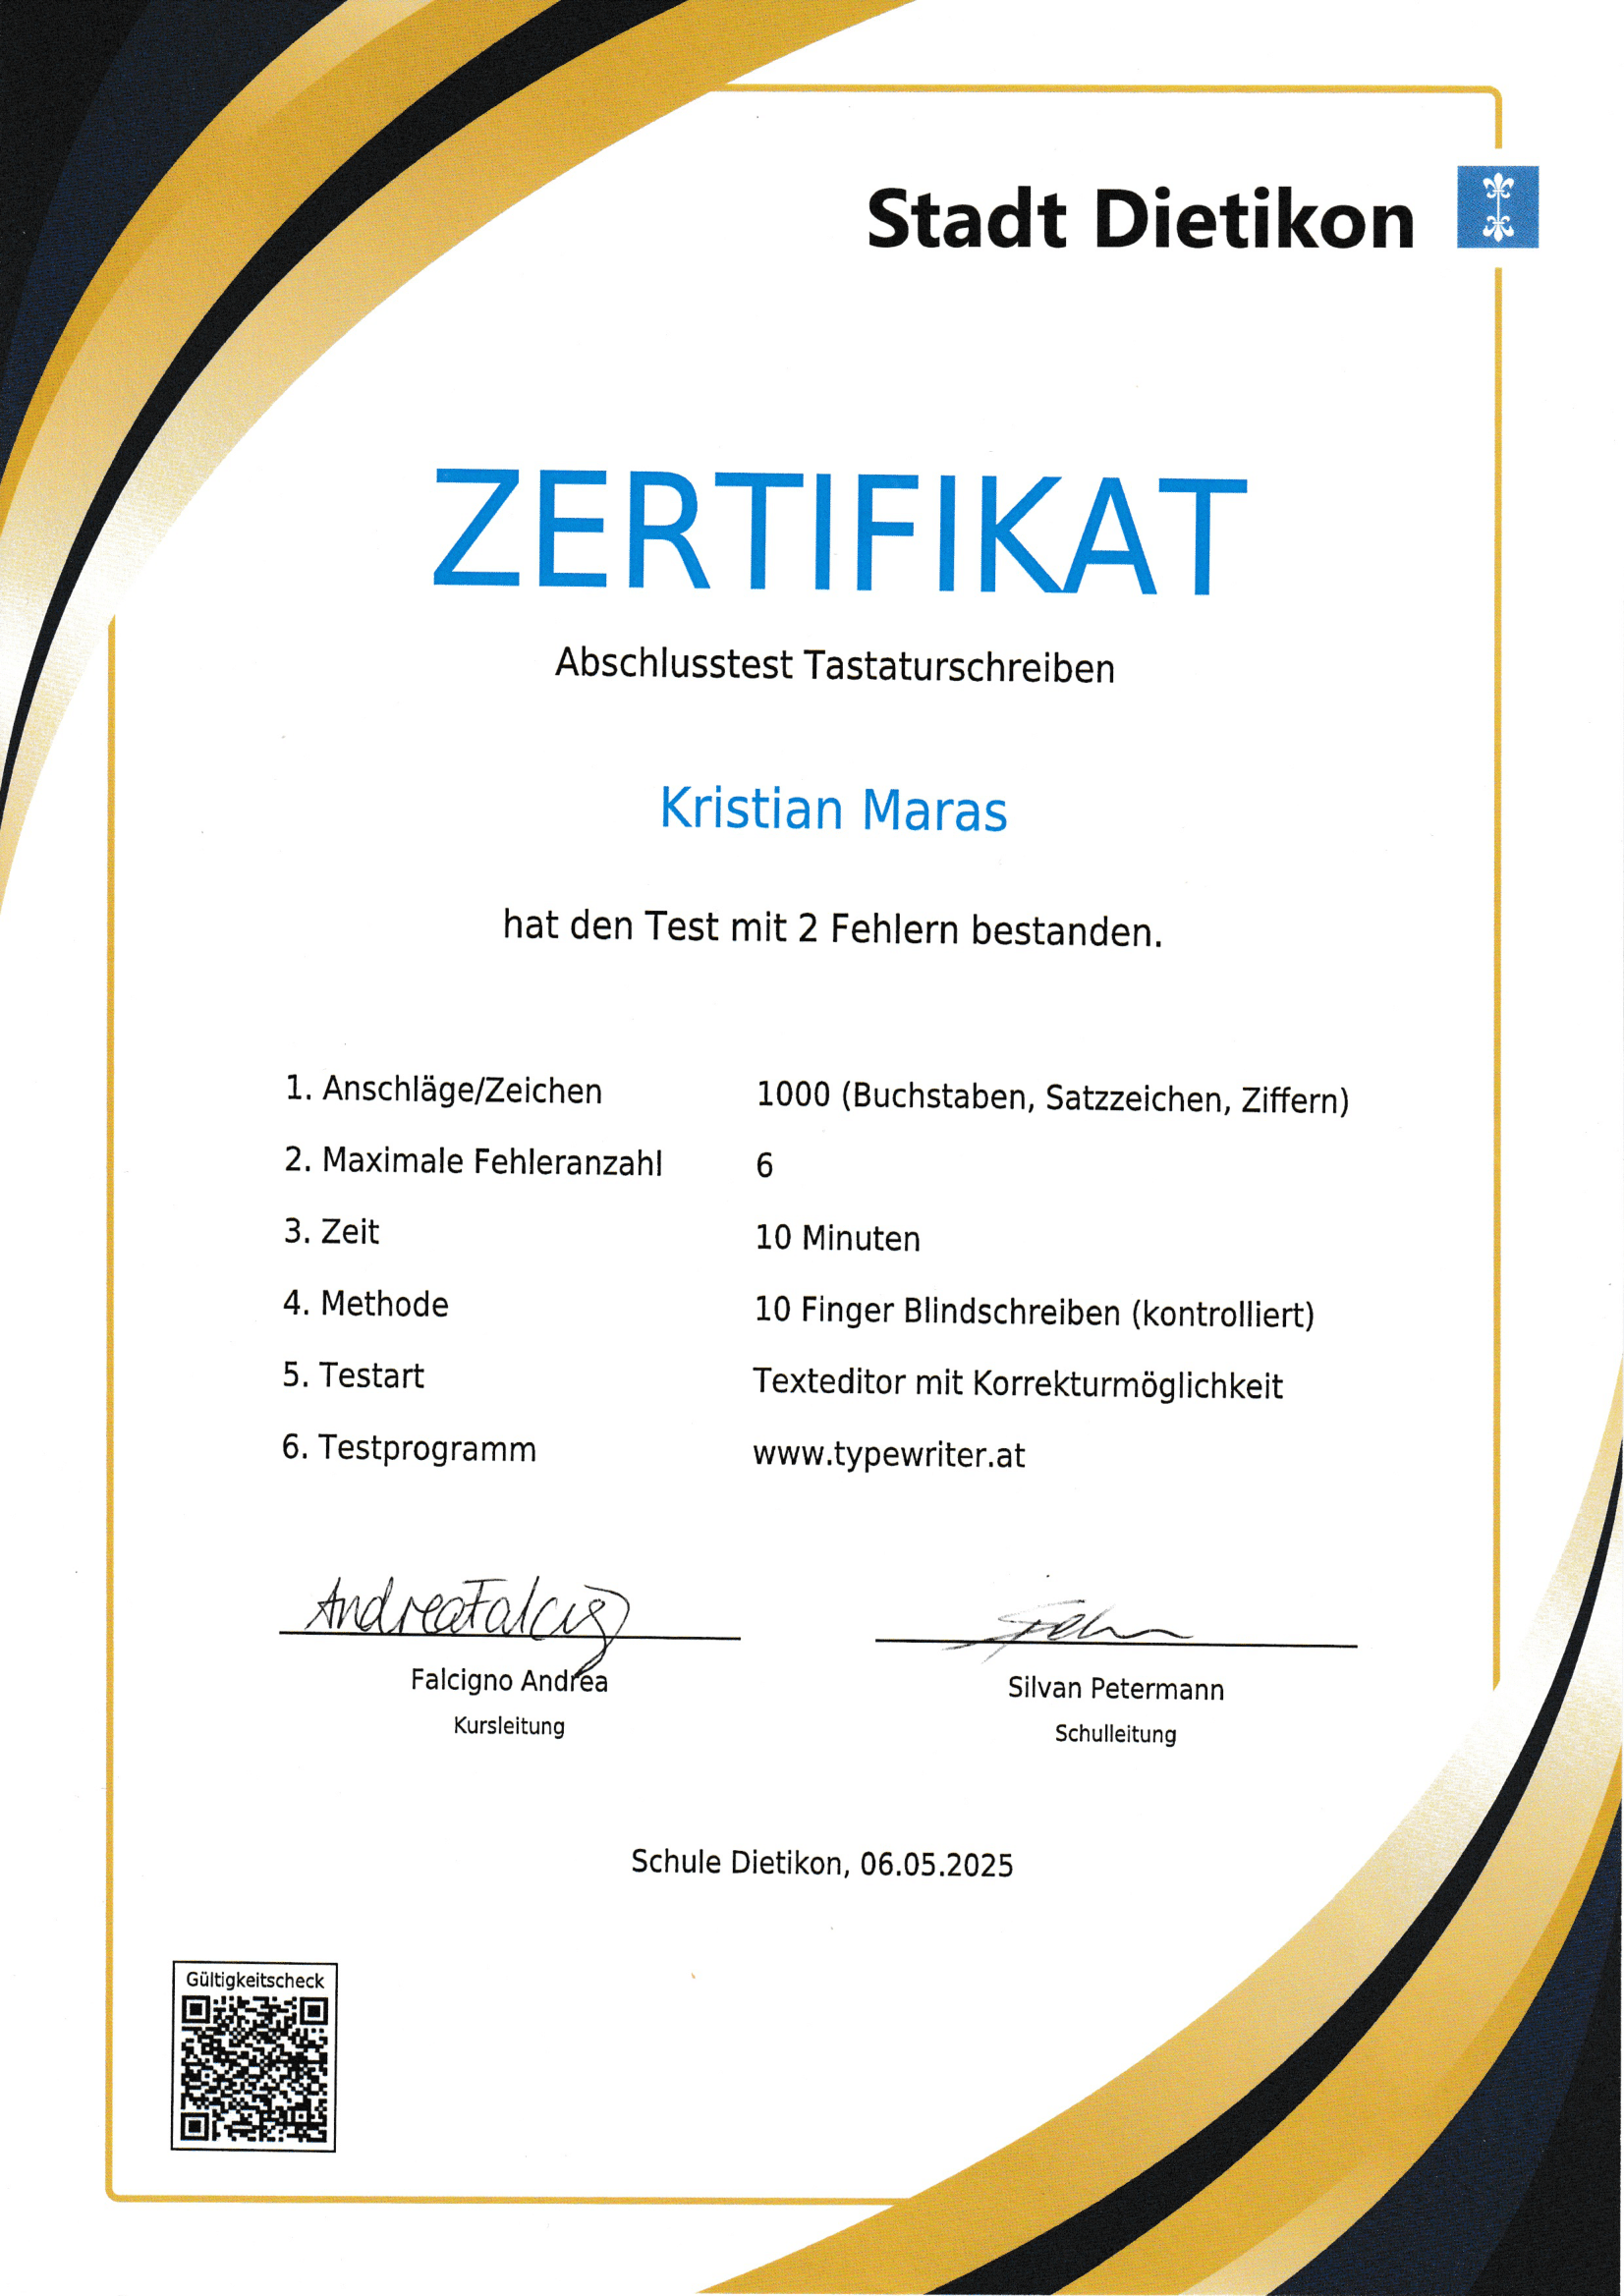 Stadt Dietikon
ZERTIFIKAT
Abschlusstest Tastaturschreiben
Kristian Maras
hat den Test mit 2 Fehlern bestanden.
1. Anschläge/Zeichen 1000 (Buchstaben, Satzzeichen, Ziffern)
2. Maximale Fehleranzahl 6
3. Zeit 10 Minuten
4. Methode 10 Finger Blindschreiben (kontrolliert)
5. Testart Texteditor mit Korrekturmöglichkeit
6. Testprogramm www.typewriter.at
Falcigno Andrea Silvan Petermann
Kursleitung Schulleitung
Schule Dietikon, 06.05.2025
Gültigkeitscheck